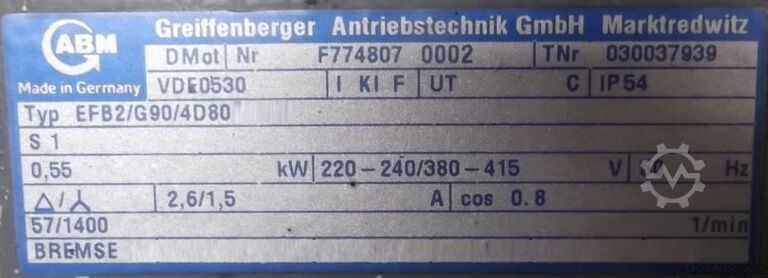 ABM Greiffenberger Antriebstechnik GmbH Marktredwitz
Made in Germany
DMot Nr F774807 0002 TNr 030037939
VDE0530 I KI F UT C IP54
Typ EFB2/G90/4D80
S 1
0,55 kW 220-240/380-415 V Hz
Δ/⅄ 2,6/1,5 A cos 0.8
57/1400 1/min
BREMSE